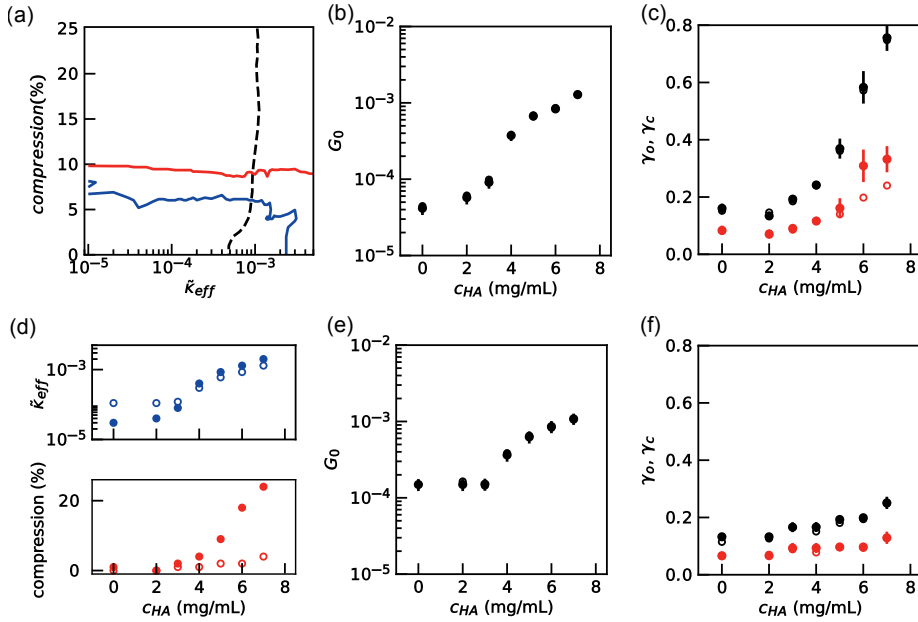 (a)
25
20
15
10
5
0
compression(%)
10⁻⁵
10⁻⁴
10⁻³
κ̃eff
(b)
10⁻²
10⁻³
10⁻⁴
10⁻⁵
G₀
0 2 4 6 8
cHA (mg/mL)
(c)
0.8
0.6
0.4
0.2
0.0
γo, γc
0 2 4 6 8
cHA (mg/mL)
(d)
10⁻³
10⁻⁵
κ̃eff
20
0
compression (%)
0 2 4 6 8
cHA (mg/mL)
(e)
10⁻²
10⁻³
10⁻⁴
10⁻⁵
G₀
0 2 4 6 8
cHA (mg/mL)
(f)
0.8
0.6
0.4
0.2
0.0
γo, γc
0 2 4 6 8
cHA (mg/mL)